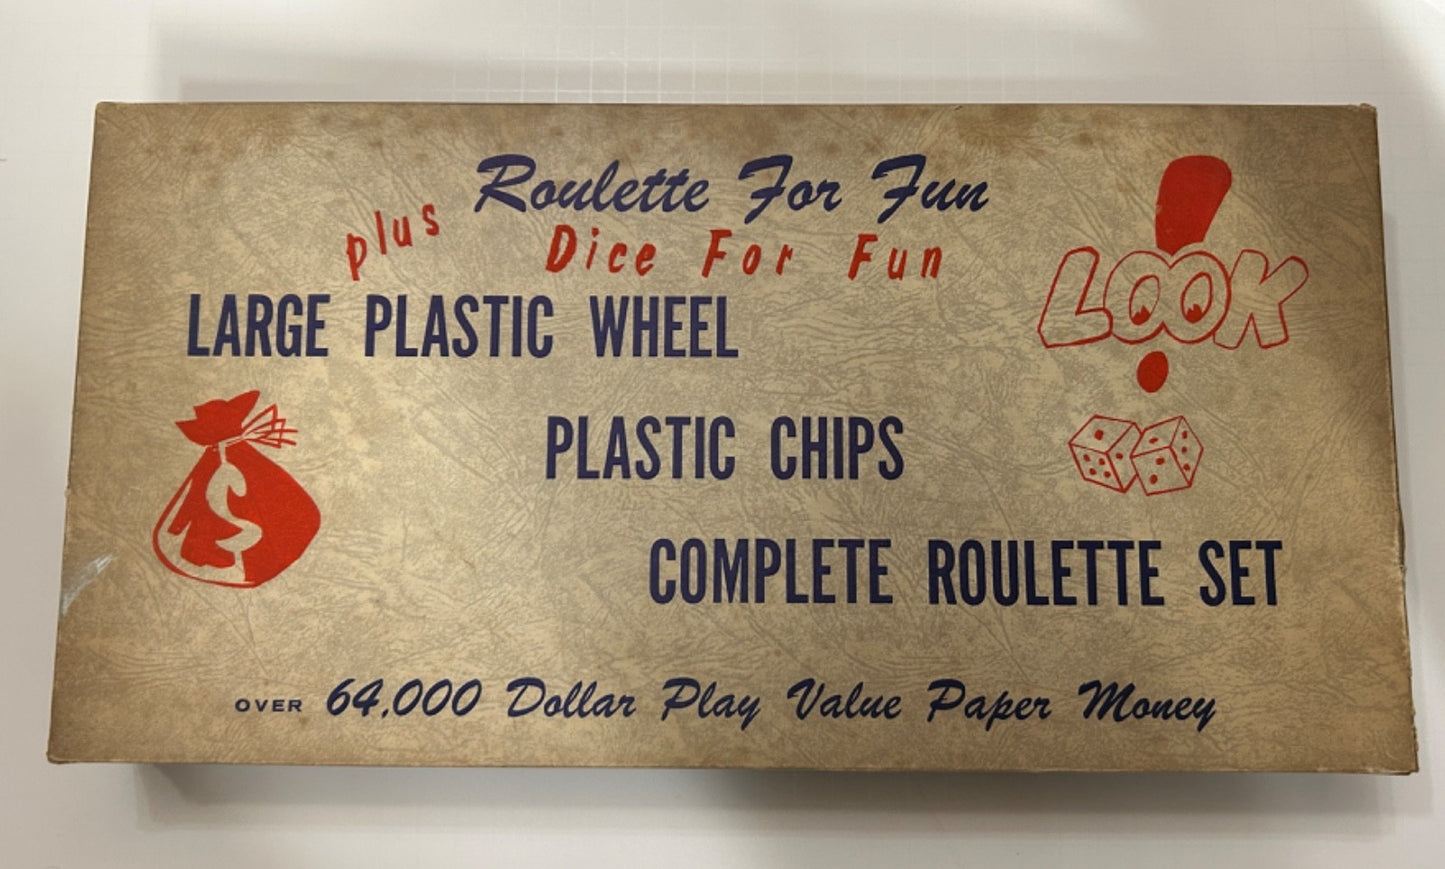 Roulette For Fun
plus Dice For Fun
LOOK!
LARGE PLASTIC WHEEL
$
PLASTIC CHIPS
COMPLETE ROULETTE SET
OVER 64,000 Dollar Play Value Paper Money